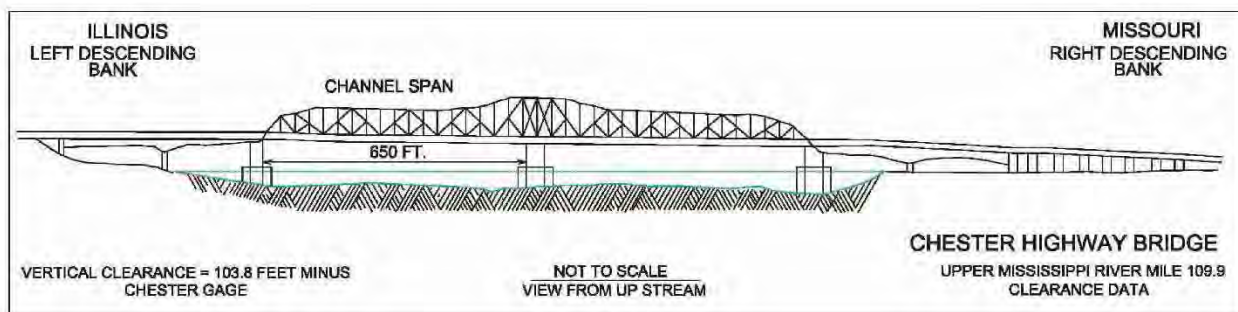 ILLINOIS
LEFT DESCENDING
BANK
MISSOURI
RIGHT DESCENDING
BANK
CHANNEL SPAN
650 FT.
CHESTER HIGHWAY BRIDGE
VERTICAL CLEARANCE = 103.8 FEET MINUS
CHESTER GAGE
NOT TO SCALE
VIEW FROM UP STREAM
UPPER MISSISSIPPI RIVER MILE 109.9
CLEARANCE DATA